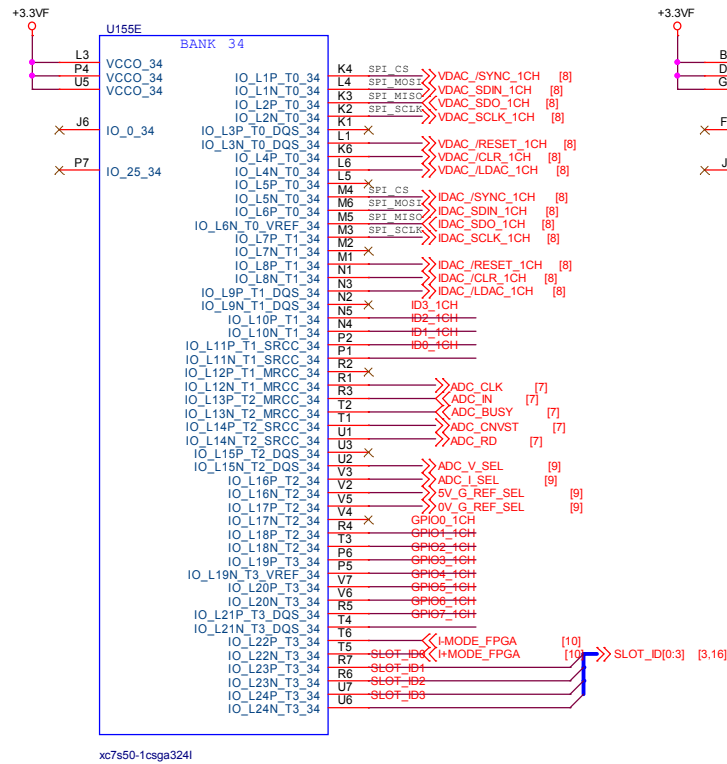 +3.3VF
+3.3VF
U155E
BANK 34
L3 VCCO_34
P4 VCCO_34
U5 VCCO_34
J6 IO_0_34
P7 IO_25_34
IO_L1P_T0_34 K4 SPI_CS VDAC_/SYNC_1CH [8]
IO_L1N_T0_34 L4 SPI_MOSI VDAC_SDIN_1CH [8]
IO_L2P_T0_34 K3 SPI_MISO VDAC_SDO_1CH [8]
IO_L2N_T0_34 K2 SPI_SCLK VDAC_SCLK_1CH [8]
IO_L3P_T0_DQS_34 K1
IO_L3N_T0_DQS_34 L1 VDAC_/RESET_1CH [8]
IO_L4P_T0_34 K6 VDAC_/CLR_1CH [8]
IO_L4N_T0_34 L6 VDAC_/LDAC_1CH [8]
IO_L5P_T0_34 L5
IO_L5N_T0_34 M4 SPI_CS IDAC_/SYNC_1CH [8]
IO_L6P_T0_34 M6 SPI_MOSI IDAC_SDIN_1CH [8]
IO_L6N_T0_VREF_34 M5 SPI_MISO IDAC_SDO_1CH [8]
IO_L7P_T1_34 M3 SPI_SCLK IDAC_SCLK_1CH [8]
IO_L7N_T1_34 M2
IO_L8P_T1_34 M1 IDAC_/RESET_1CH [8]
IO_L8N_T1_34 N1 IDAC_/CLR_1CH [8]
IO_L9P_T1_DQS_34 N3 IDAC_/LDAC_1CH [8]
IO_L9N_T1_DQS_34 N2 ID3_1CH
IO_L10P_T1_34 N5 ID2_1CH
IO_L10N_T1_34 N4 ID1_1CH
IO_L11P_T1_SRCC_34 P2 ID0_1CH
IO_L11N_T1_SRCC_34 P1
IO_L12P_T1_MRCC_34 R2
IO_L12N_T1_MRCC_34 R1 ADC_CLK [7]
IO_L13P_T2_MRCC_34 R3 ADC_IN [7]
IO_L13N_T2_MRCC_34 T2 ADC_BUSY [7]
IO_L14P_T2_SRCC_34 T1 ADC_CNVST [7]
IO_L14N_T2_SRCC_34 U1 ADC_RD [7]
IO_L15P_T2_DQS_34 U3
IO_L15N_T2_DQS_34 U2 ADC_V_SEL [9]
IO_L16P_T2_34 V3 ADC_I_SEL [9]
IO_L16N_T2_34 V2 5V_G_REF_SEL [9]
IO_L17P_T2_34 V5 0V_G_REF_SEL [9]
IO_L17N_T2_34 V4 GPIO0_1CH
IO_L18P_T2_34 R4 GPIO1_1CH
IO_L18N_T2_34 T3 GPIO2_1CH
IO_L19P_T3_34 P6 GPIO3_1CH
IO_L19N_T3_VREF_34 P5 GPIO4_1CH
IO_L20P_T3_34 V7 GPIO5_1CH
IO_L20N_T3_34 V6 GPIO6_1CH
IO_L21P_T3_DQS_34 R5 GPIO7_1CH
IO_L21N_T3_DQS_34 T4
IO_L22P_T3_34 T6 I-MODE_FPGA [10]
IO_L22N_T3_34 T5 SLOT_ID0 I+MODE_FPGA [10] SLOT_ID[0:3] [3,16]
IO_L23P_T3_34 R7 SLOT_ID1
IO_L23N_T3_34 R6 SLOT_ID2
IO_L24P_T3_34 U7 SLOT_ID3
IO_L24N_T3_34 U6
xc7s50-1csga324I
B
D
G
F
J